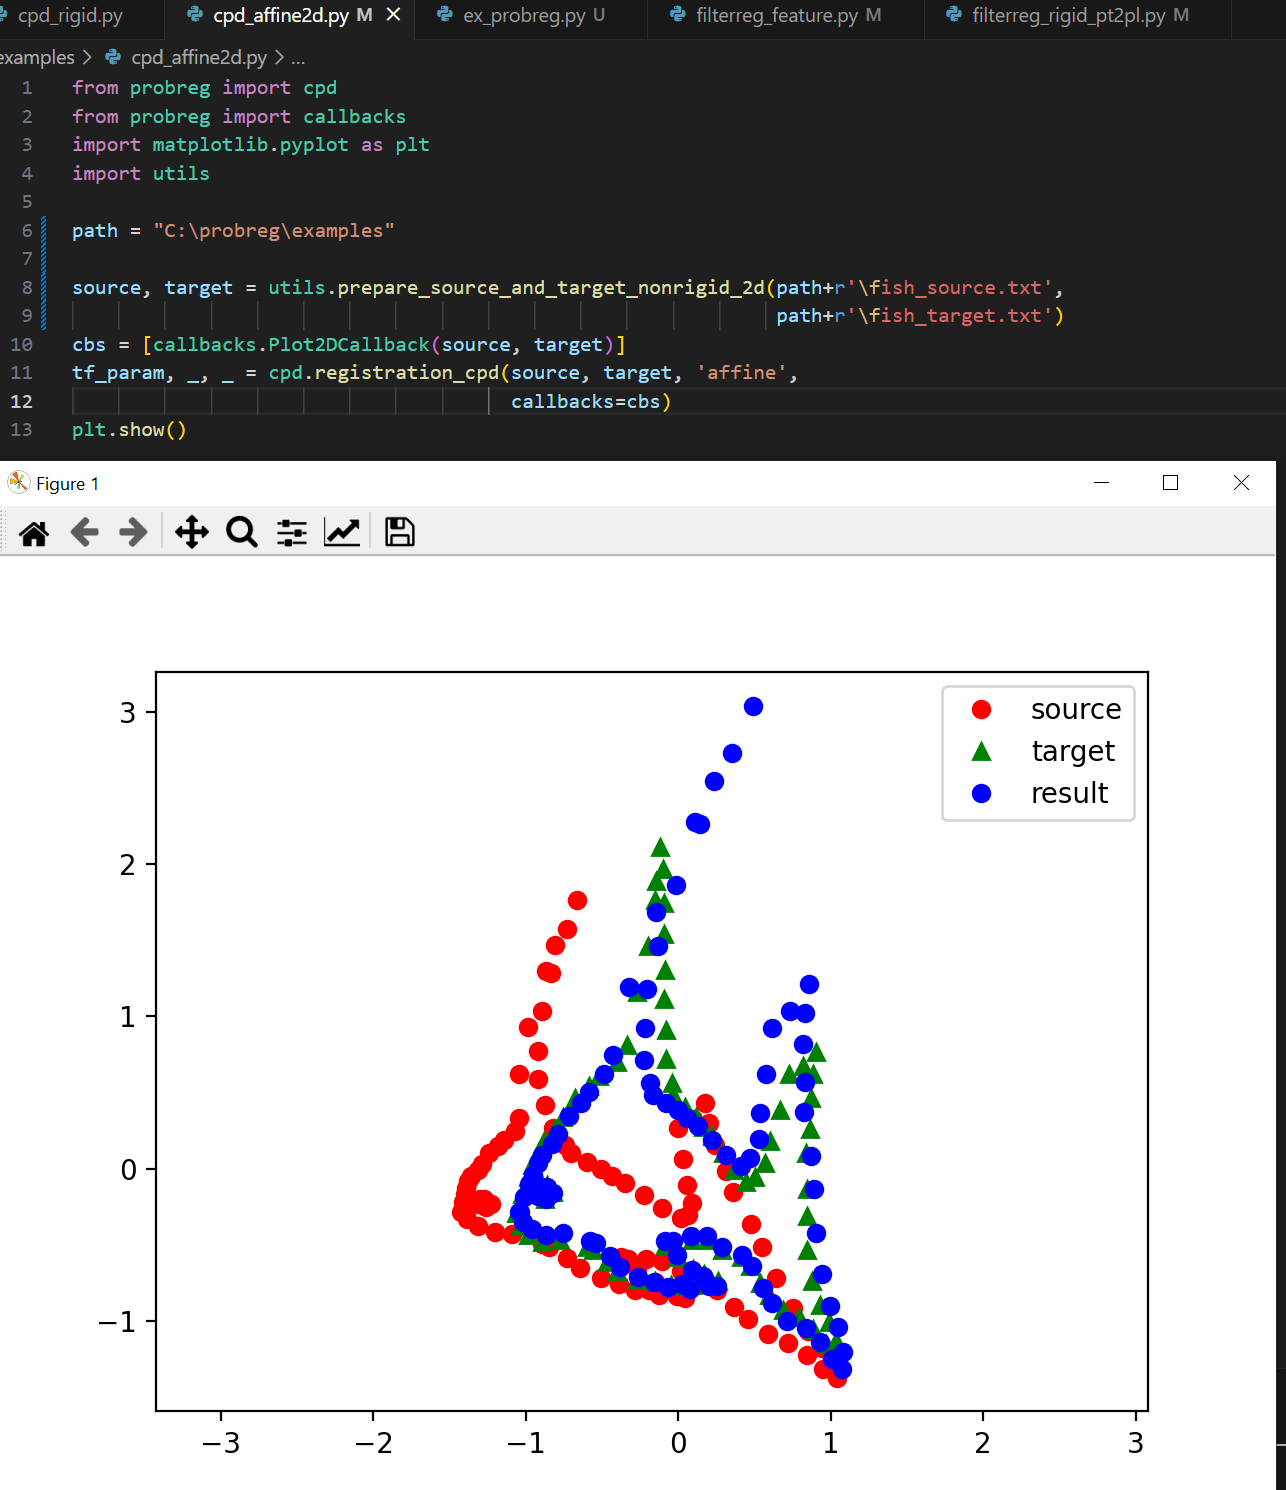 cpd_rigid.py cpd_affine2d.py M ex_probreg.py U filterreg_feature.py M filterreg_rigid_pt2pl.py M
examples > cpd_affine2d.py > ...
1 from probreg import cpd
2 from probreg import callbacks
3 import matplotlib.pyplot as plt
4 import utils
5
6 path = "C:\probreg\examples"
7
8 source, target = utils.prepare_source_and_target_nonrigid_2d(path+r'\fish_source.txt',
9 path+r'\fish_target.txt')
10 cbs = [callbacks.Plot2DCallback(source, target)]
11 tf_param, _, _ = cpd.registration_cpd(source, target, 'affine',
12 callbacks=cbs)
13 plt.show()
Figure 1
source
target
result
3
2
1
0
−1
−3 −2 −1 0 1 2 3